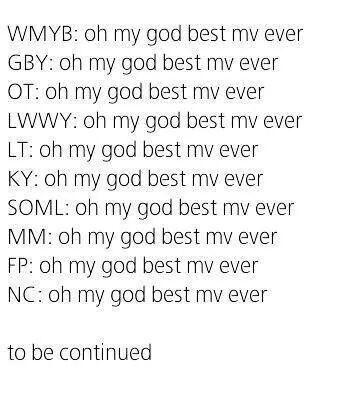 WMYB: oh my god best mv ever
GBY: oh my god best mv ever
OT: oh my god best mv ever
LWWY: oh my god best mv ever
LT: oh my god best mv ever
KY: oh my god best mv ever
SOML: oh my god best mv ever
MM: oh my god best mv ever
FP: oh my god best mv ever
NC: oh my god best mv ever
to be continued